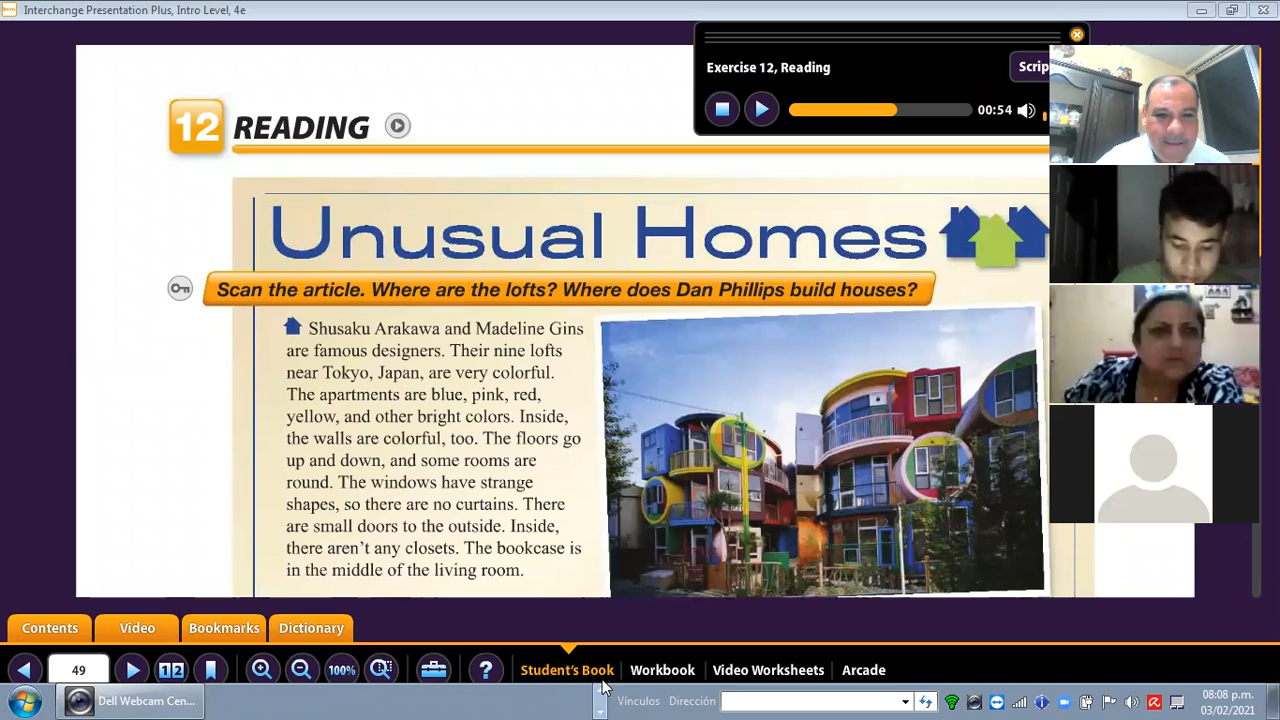 Interchange Presentation Plus, Intro Level, 4e
Exercise 12, Reading
Scrip
00:54
12 READING
Unusual Homes
Scan the article. Where are the lofts? Where does Dan Phillips build houses?
Shusaku Arakawa and Madeline Gins
are famous designers. Their nine lofts
near Tokyo, Japan, are very colorful.
The apartments are blue, pink, red,
yellow, and other bright colors. Inside,
the walls are colorful, too. The floors go
up and down, and some rooms are
round. The windows have strange
shapes, so there are no curtains. There
are small doors to the outside. Inside,
there aren't any closets. The bookcase is
in the middle of the living room.
Contents Video Bookmarks Dictionary
49 12 100% ? Student's Book Workbook Video Worksheets Arcade
Dell Webcam Cen... Vínculos Dirección 08:08 p.m.
03/02/2021